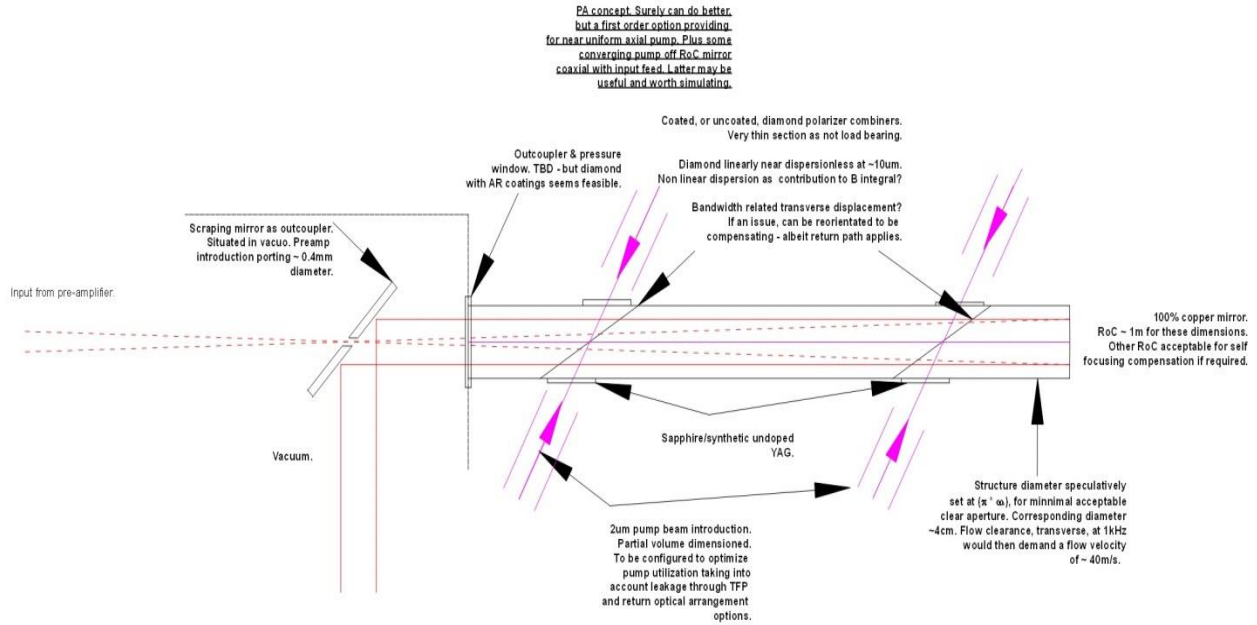 PA concept. Surely can do better,
but a first order option providing
for near uniform axial pump. Plus some
converging pump off RoC mirror
coaxial with input feed. Latter may be
useful and worth simulating.
Coated, or uncoated, diamond polarizer combiners.
Very thin section as not load bearing.
Diamond linearly near dispersionless at ~10um.
Non linear dispersion as contribution to B integral?
Bandwidth related transverse displacement?
If an issue, can be reorientated to be
compensating - albeit return path applies.
Outcoupler & pressure
window. TBD - but diamond
with AR coatings seems feasible.
Scraping mirror as outcoupler.
Situated in vacuo. Preamp
introduction porting ~ 0.4mm
diameter.
Input from pre-amplifier.
100% copper mirror.
RoC ~ 1m for these dimensions.
Other RoC acceptable for self
focusing compensation if required.
Sapphire/synthetic undoped
YAG.
Vacuum.
Structure diameter speculatively
set at (π * ω), for minnimal acceptable
clear aperture. Corresponding diameter
~4cm. Flow clearance, transverse, at 1kHz
would then demand a flow velocity
of ~ 40m/s.
2um pump beam introduction.
Partial volume dimensioned.
To be configured to optimize
pump utilization taking into
account leakage through TFP
and return optical arrangement
options.